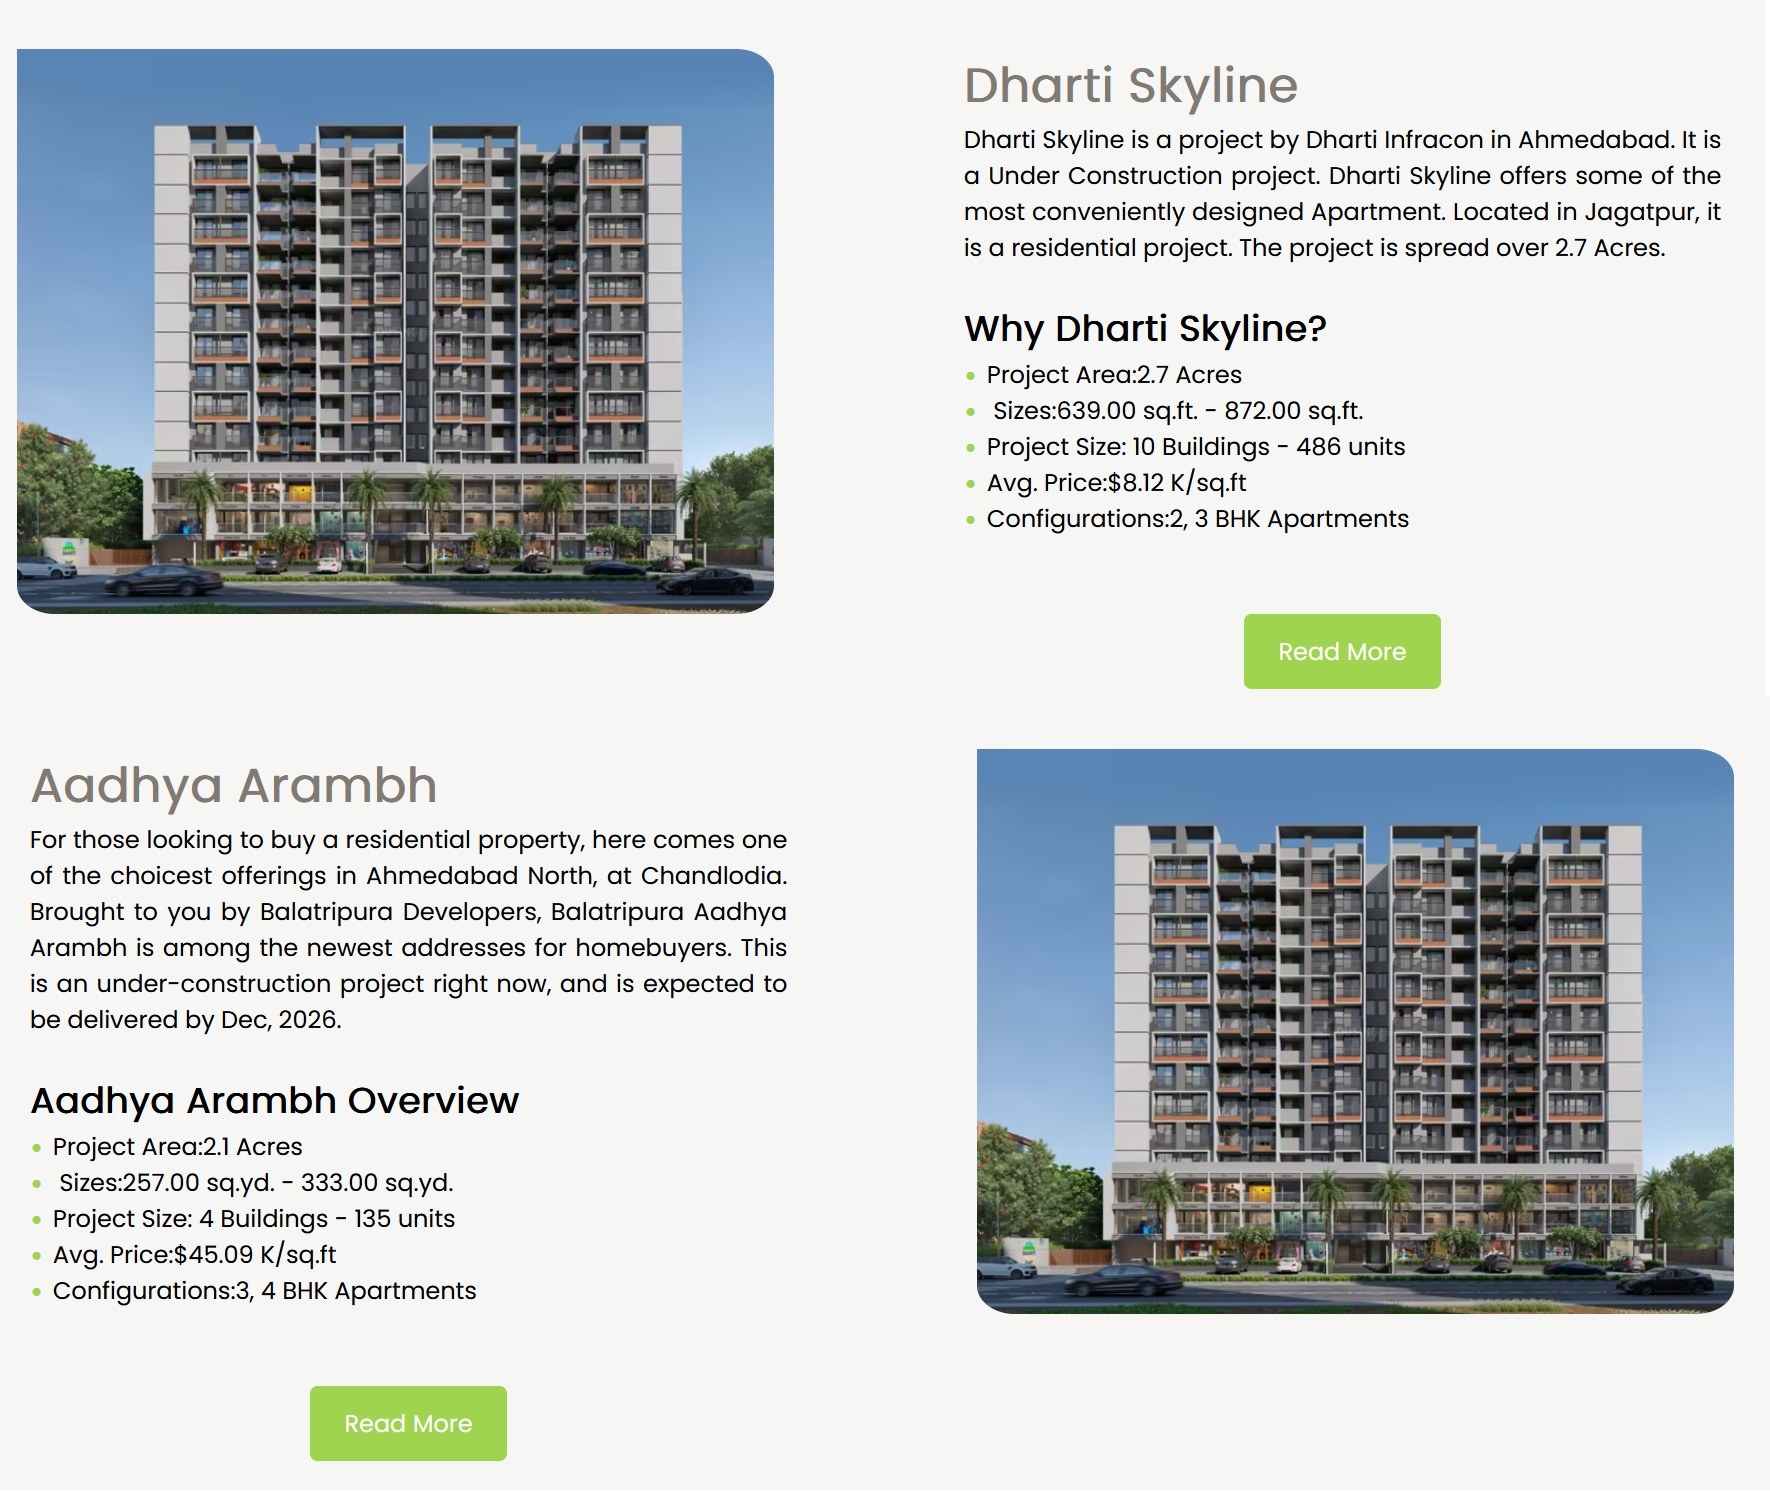 Dharti Skyline
Dharti Skyline is a project by Dharti Infracon in Ahmedabad. It is
a Under Construction project. Dharti Skyline offers some of the
most conveniently designed Apartment. Located in Jagatpur, it
is a residential project. The project is spread over 2.7 Acres.
Why Dharti Skyline?
Project Area:2.7 Acres
Sizes:639.00 sq.ft. - 872.00 sq.ft.
Project Size: 10 Buildings - 486 units
Avg. Price:$8.12 K/sq.ft
Configurations:2, 3 BHK Apartments
Read More
Aadhya Arambh
For those looking to buy a residential property, here comes one
of the choicest offerings in Ahmedabad North, at Chandlodia.
Brought to you by Balatripura Developers, Balatripura Aadhya
Arambh is among the newest addresses for homebuyers. This
is an under-construction project right now, and is expected to
be delivered by Dec, 2026.
Aadhya Arambh Overview
Project Area:2.1 Acres
Sizes:257.00 sq.yd. - 333.00 sq.yd.
Project Size: 4 Buildings - 135 units
Avg. Price:$45.09 K/sq.ft
Configurations:3, 4 BHK Apartments
Read More